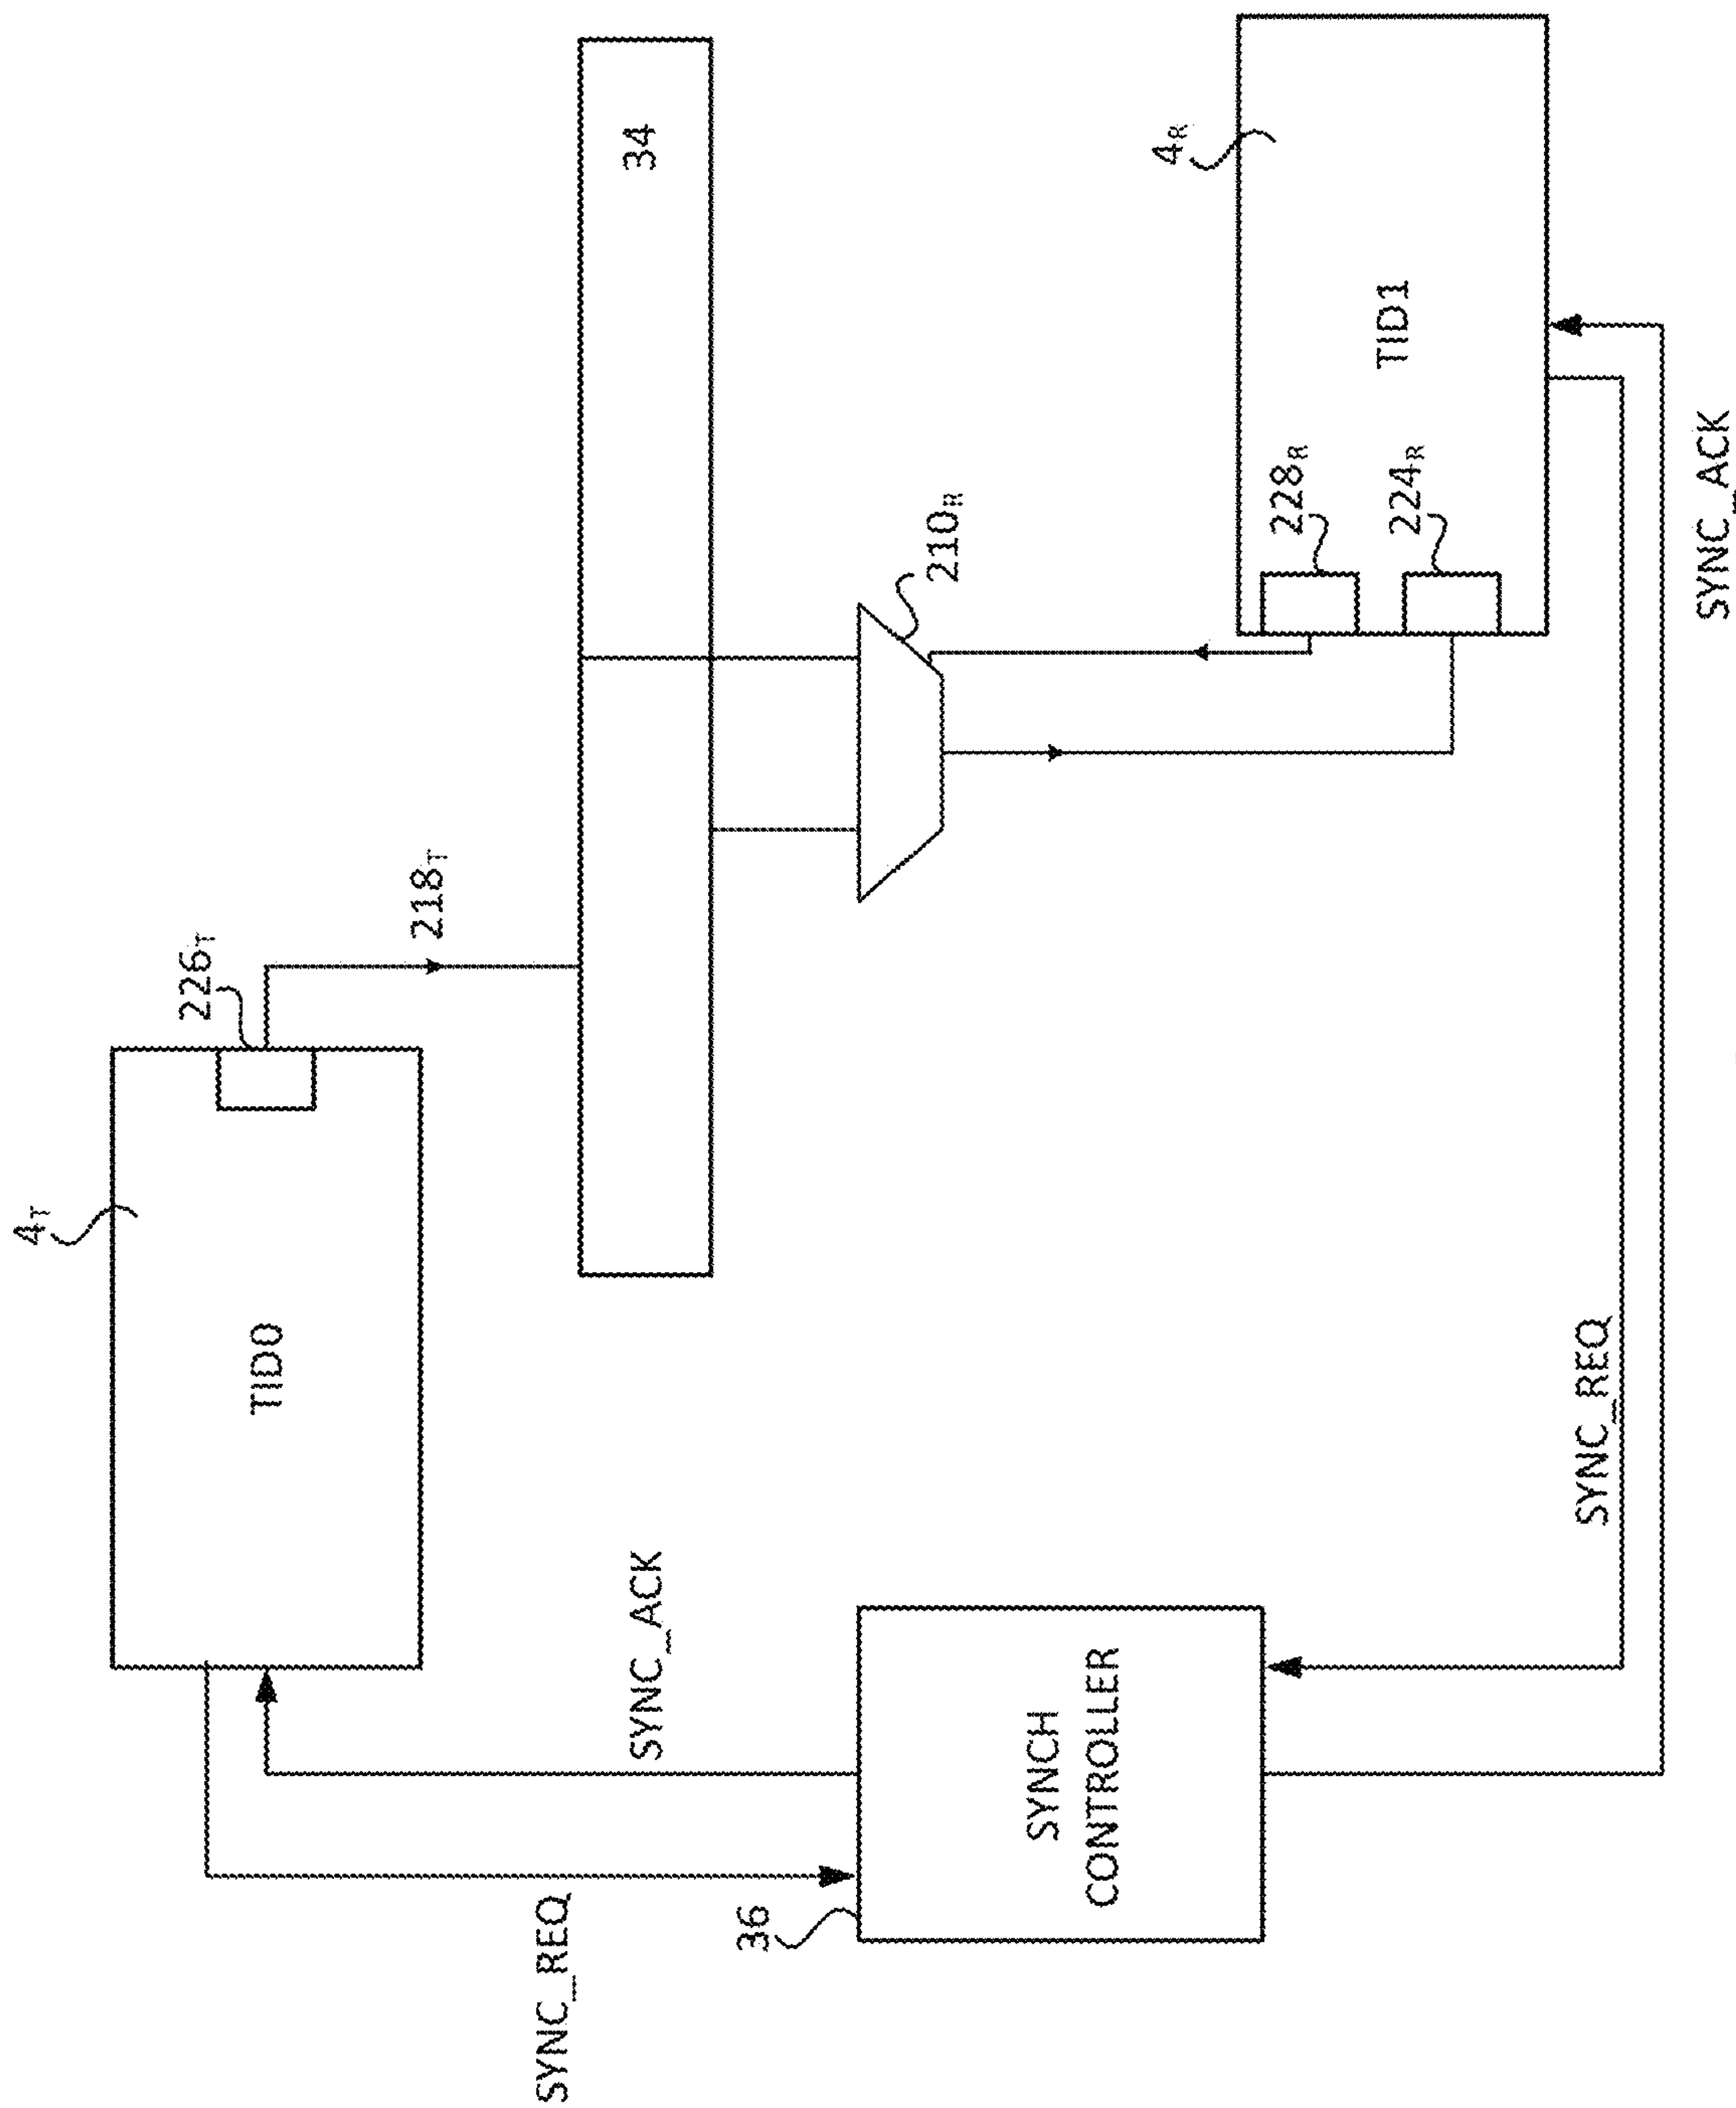 4T
TID0
226T
218T
34
SYNC_REQ
SYNC_ACK
36
SYNCH
CONTROLLER
210R
4R
228R
224R
TID1
SYNC_REQ
SYNC_ACK